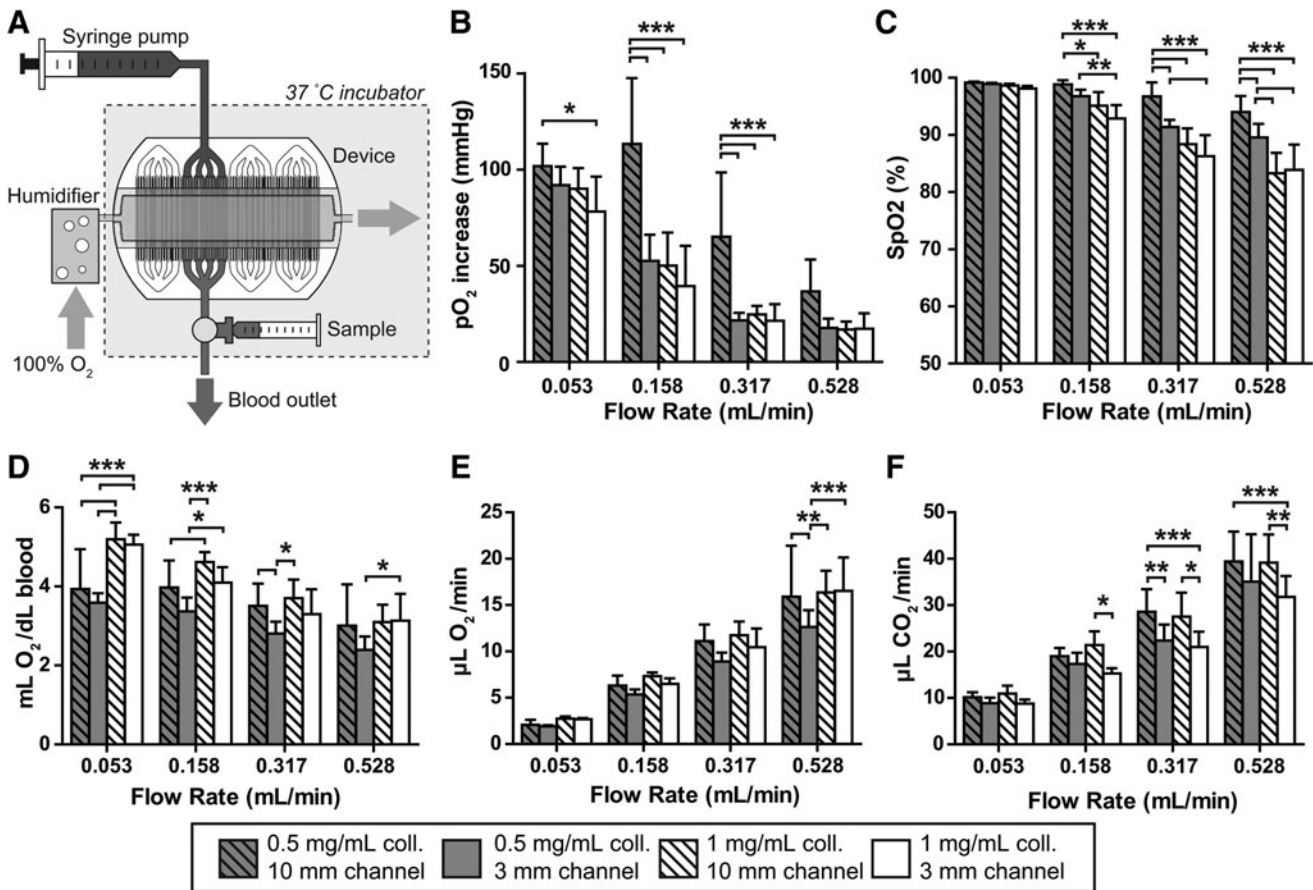 A
Syringe pump
37 ˚C incubator
Device
Humidifier
Sample
100% O2
Blood outlet
B
***
***
*
150
100
50
0
pO2 increase (mmHg)
0.053 0.158 0.317 0.528
Flow Rate (mL/min)
C
*** *** ***
*
**
100
90
80
70
60
50
SpO2 (%)
0.053 0.158 0.317 0.528
Flow Rate (mL/min)
D
***
***
*
*
*
6
4
2
0
mL O2/dL blood
0.053 0.158 0.317 0.528
Flow Rate (mL/min)
E
***
**
25
20
15
10
5
0
µL O2/min
0.053 0.158 0.317 0.528
Flow Rate (mL/min)
F
***
**
***
** *
*
50
40
30
20
10
0
µL CO2/min
0.053 0.158 0.317 0.528
Flow Rate (mL/min)
0.5 mg/mL coll. 0.5 mg/mL coll. 1 mg/mL coll. 1 mg/mL coll.
10 mm channel 3 mm channel 10 mm channel 3 mm channel